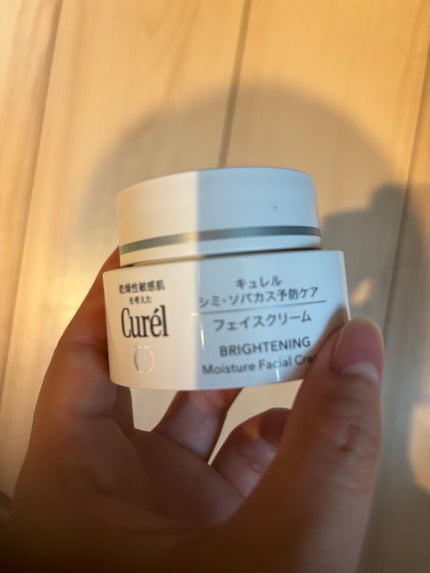 乾燥性敏感肌
を考えた
Curél
キュレル
シミ・ソバカス予防ケア
フェイスクリーム
BRIGHTENING
Moisture Facial